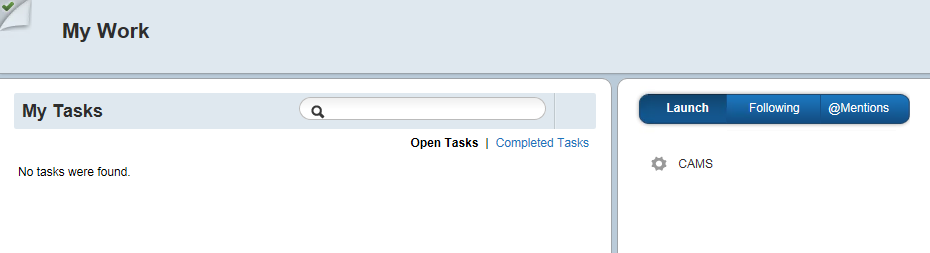 My Work
My Tasks
Open Tasks | Completed Tasks
No tasks were found.
Launch Following @Mentions
CAMS